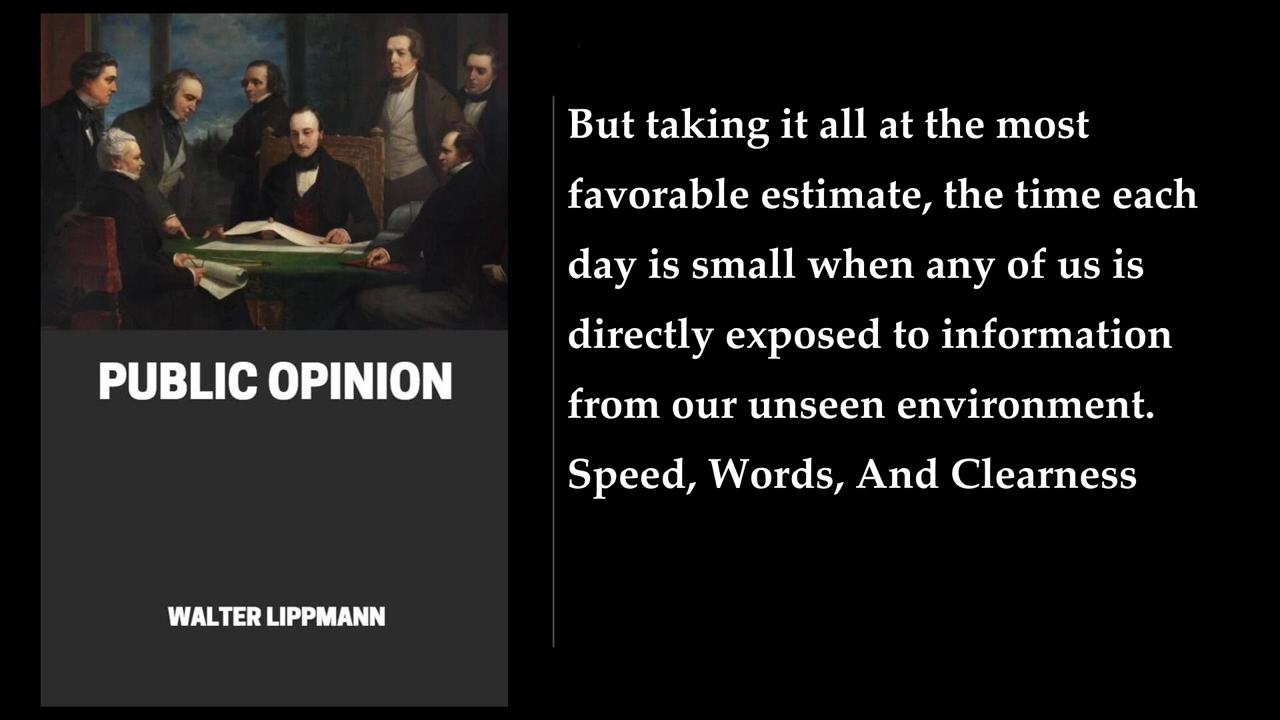 PUBLIC OPINION
WALTER LIPPMANN
But taking it all at the most
favorable estimate, the time each
day is small when any of us is
directly exposed to information
from our unseen environment.
Speed, Words, And Clearness